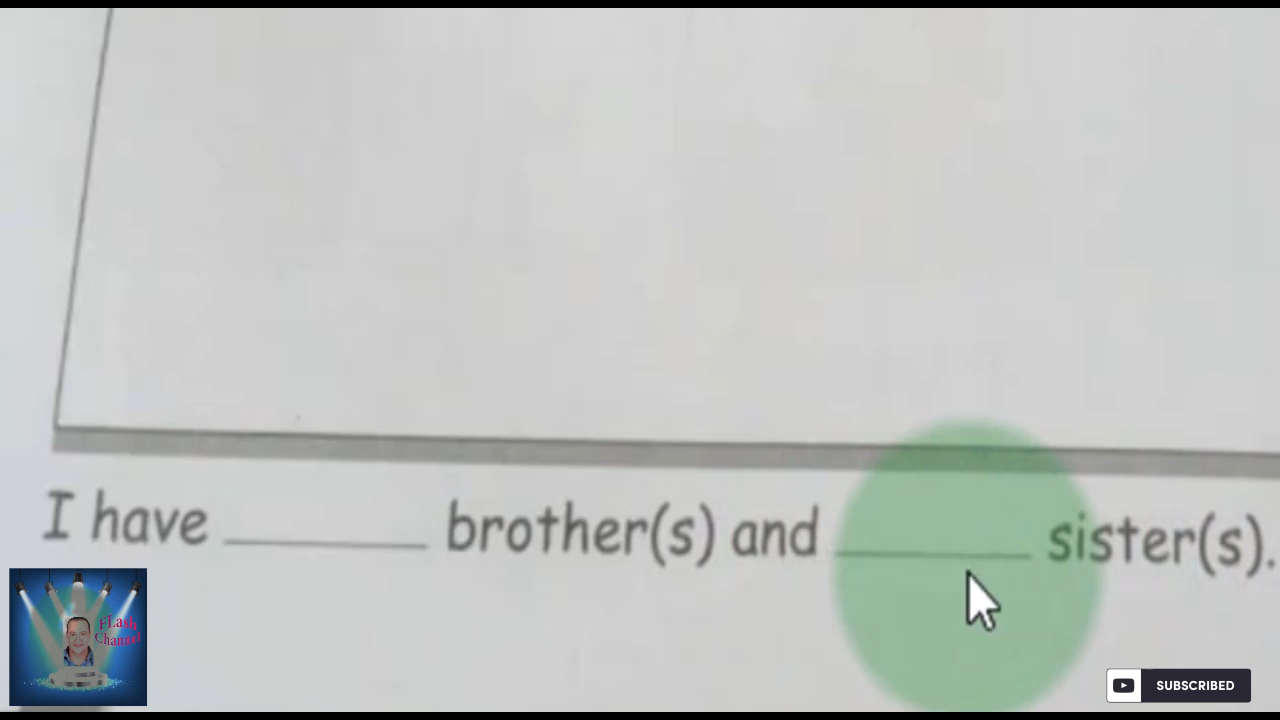 I have ______ brother(s) and ______ sister(s).
FLash
Channel
SUBSCRIBED